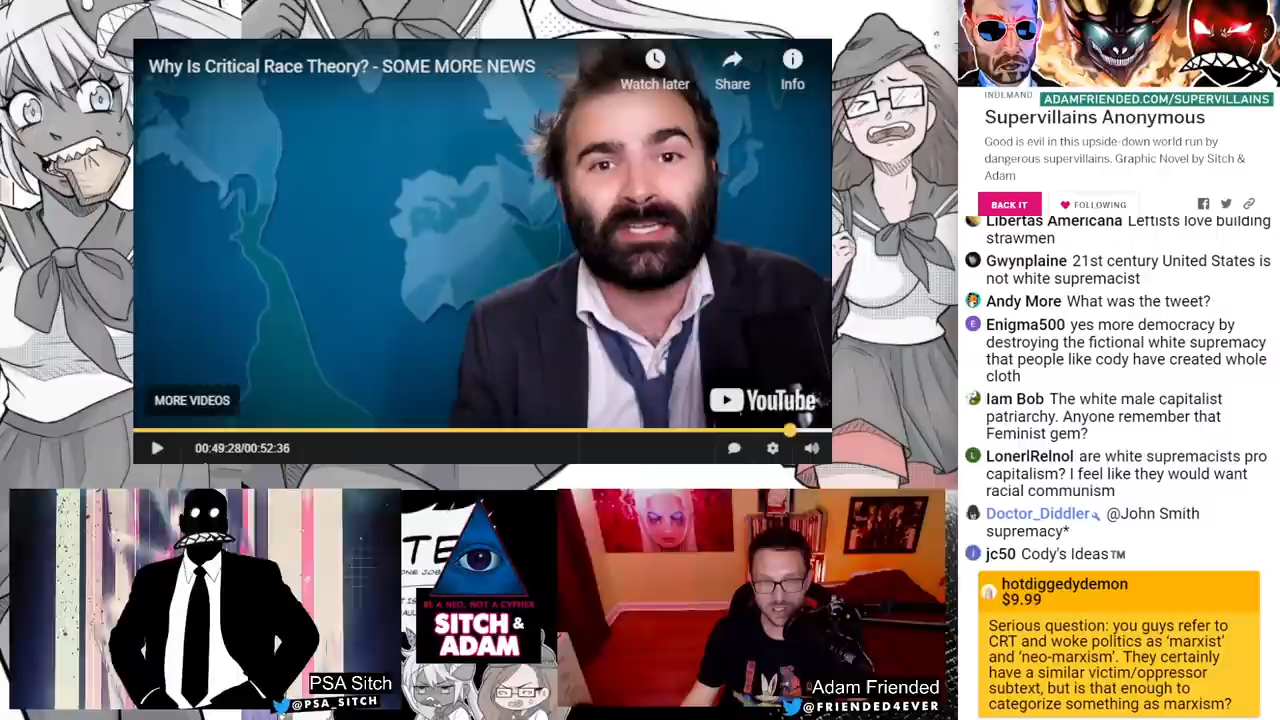 Why Is Critical Race Theory? - SOME MORE NEWS
Watch later
Share
Info
MORE VIDEOS
YouTube
00:49:28/00:52:36
INDEMAND
ADAMFRIENDED.COM/SUPERVILLAINS
Supervillains Anonymous
Good is evil in this upside-down world run by
dangerous supervillains. Graphic Novel by Sitch &
Adam
BACK IT
FOLLOWING
Libertas Americana Leftists love building
strawmen
Gwynplaine 21st century United States is
not white supremacist
Andy More What was the tweet?
E
Enigma500 yes more democracy by
destroying the fictional white supremacy
that people like cody have created whole
cloth
Iam Bob The white male capitalist
patriarchy. Anyone remember that
Feminist gem?
L
LonerIRelnol are white supremacists pro
capitalism? I feel like they would want
racial communism
Doctor_Diddler @John Smith
supremacy*
J
jc50 Cody's Ideas™
hotdiggedydemon
$9.99
Serious question: you guys refer to
CRT and woke politics as ‘marxist’
and ‘neo-marxism’. They certainly
have a similar victim/oppressor
subtext, but is that enough to
categorize something as marxism?
PSA Sitch
@PSA_SITCH
BE A NEO, NOT A CYPHER
SITCH &
ADAM
Adam Friended
@FRIENDED4EVER